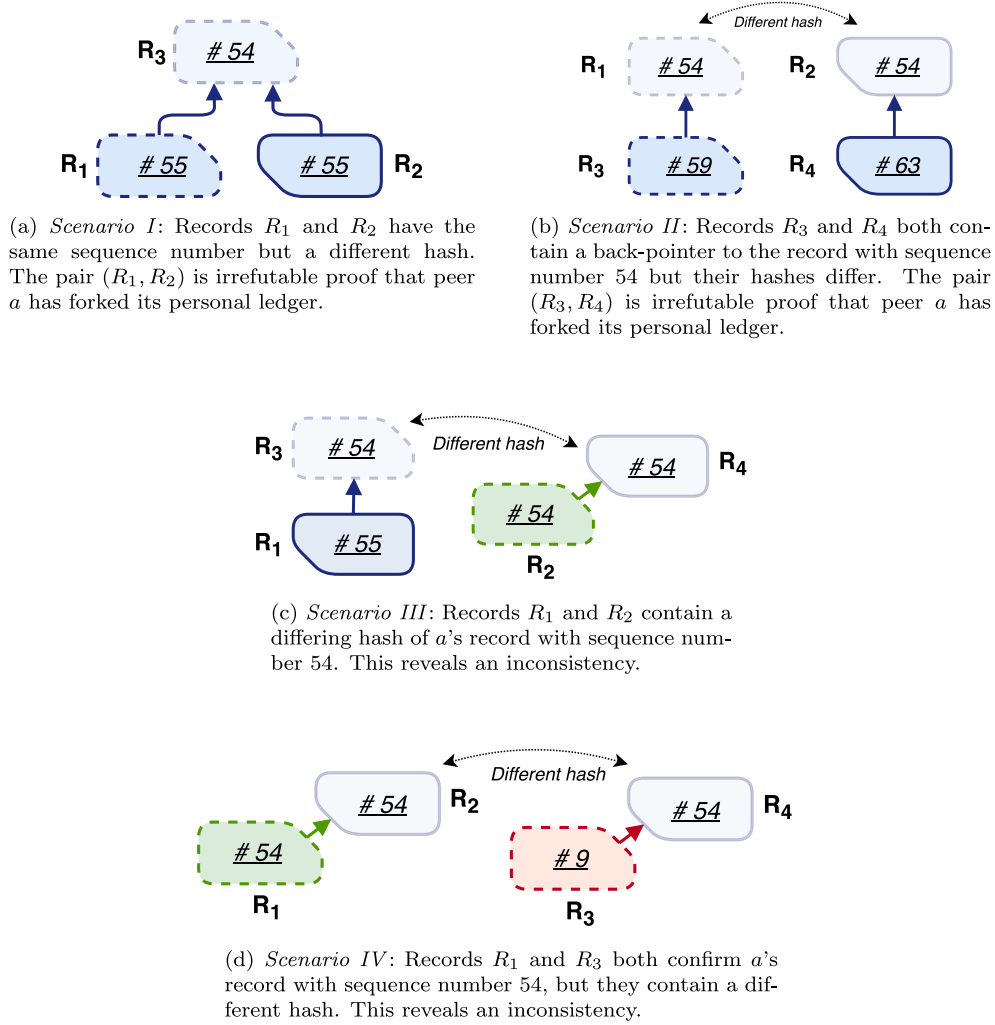 R3
# 54
R1
# 55
# 55
R2
(a) Scenario I: Records R1 and R2 have the
same sequence number but a different hash.
The pair (R1, R2) is irrefutable proof that peer
a has forked its personal ledger.
Different hash
R1
# 54
R2
# 54
R3
# 59
R4
# 63
(b) Scenario II: Records R3 and R4 both con-
tain a back-pointer to the record with sequence
number 54 but their hashes differ. The pair
(R3, R4) is irrefutable proof that peer a has
forked its personal ledger.
R3
# 54
Different hash
# 54
R4
R1
# 55
# 54
R2
(c) Scenario III: Records R1 and R2 contain a
differing hash of a's record with sequence num-
ber 54. This reveals an inconsistency.
Different hash
# 54
R2
# 54
R4
# 54
R1
# 9
R3
(d) Scenario IV: Records R1 and R3 both confirm a's
record with sequence number 54, but they contain a dif-
ferent hash. This reveals an inconsistency.